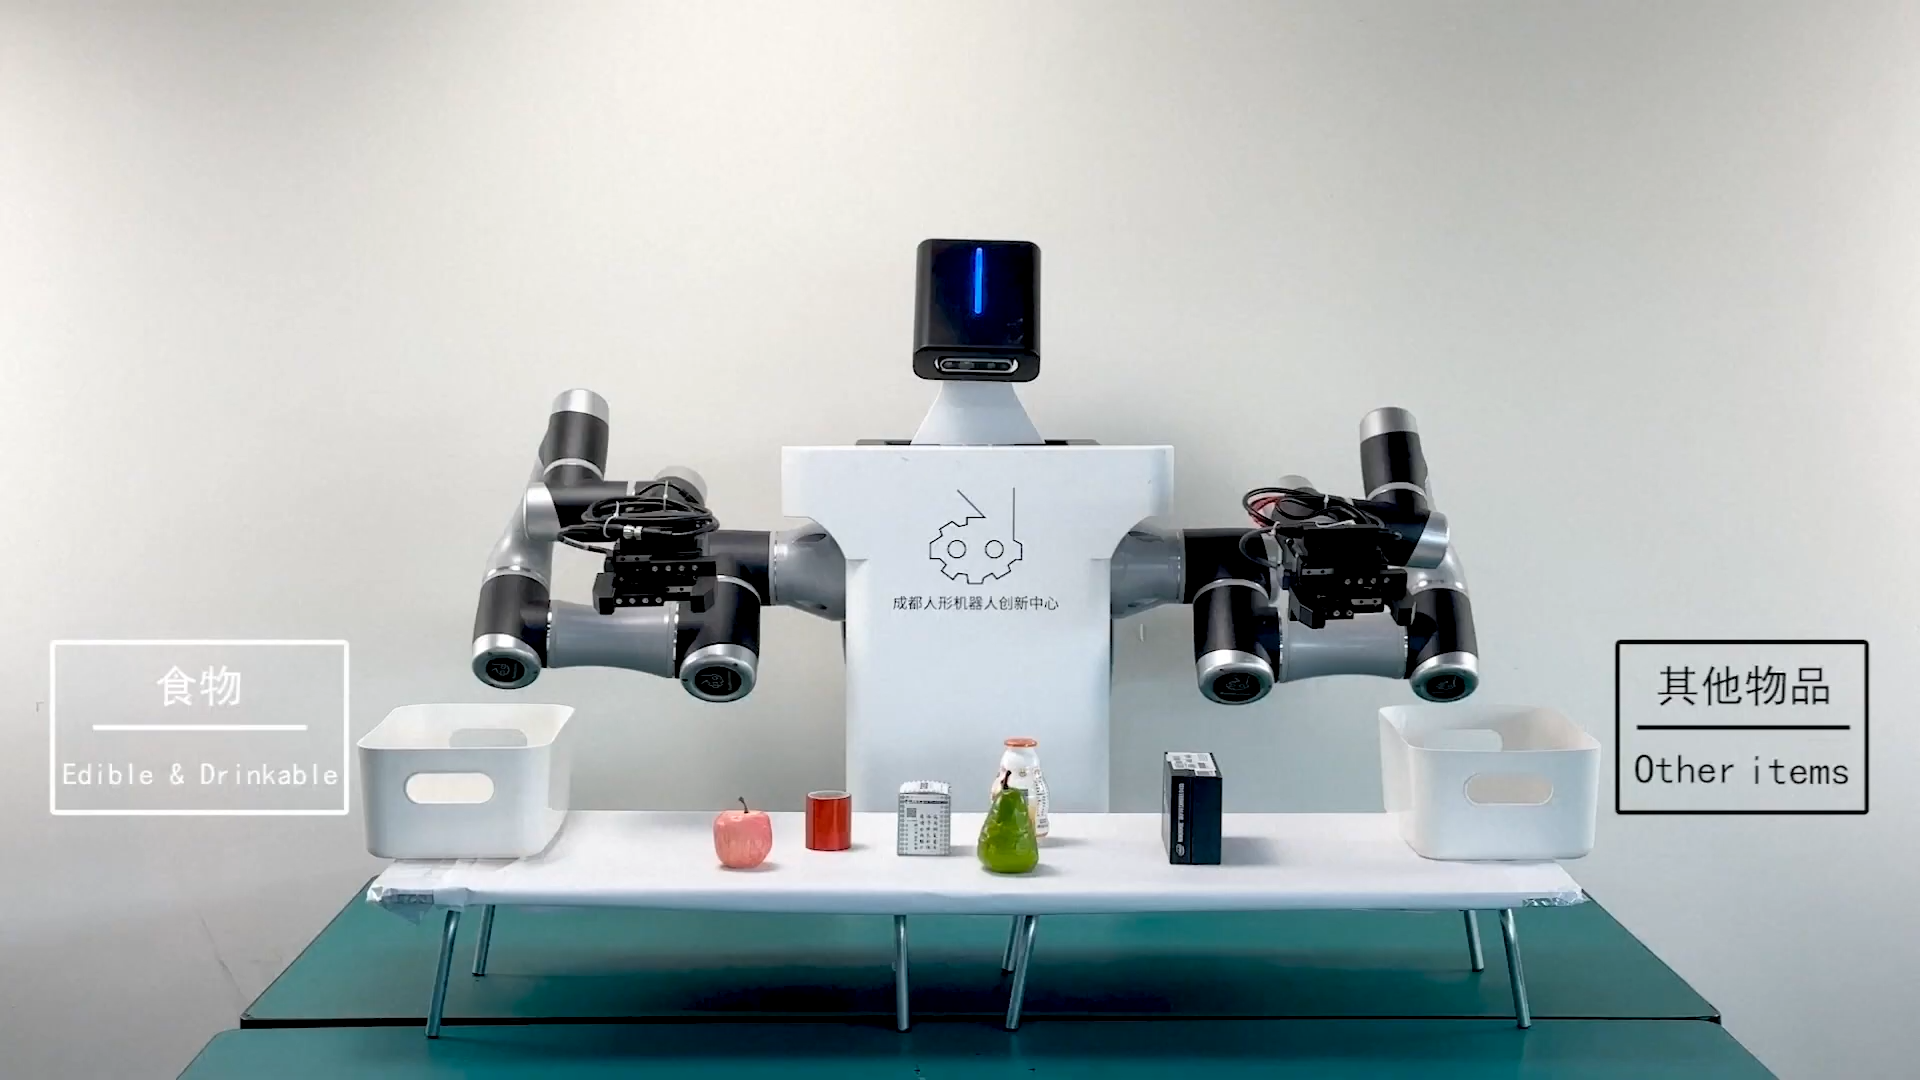 成都人形机器人创新中心
食物
Edible & Drinkable
其他物品
Other items